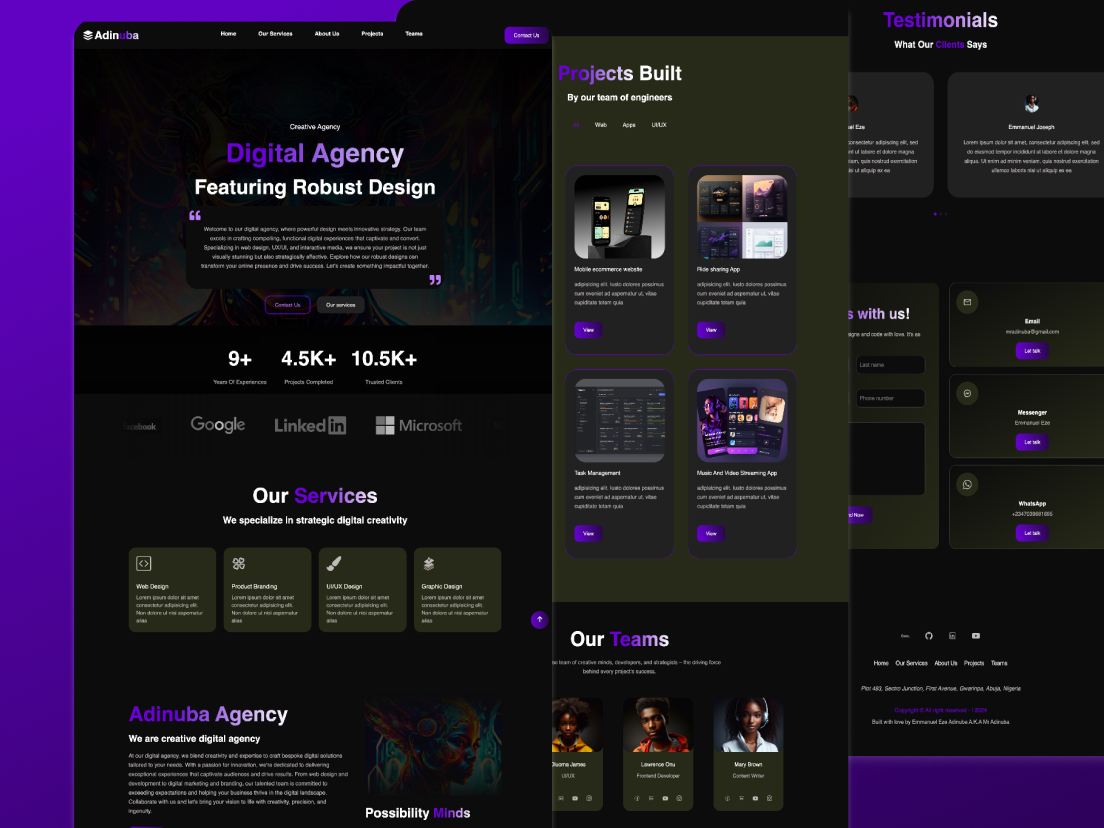 Adinuba
Home
Our Services
About Us
Projects
Teams
Contact Us
Creative Agency
Digital Agency
Featuring Robust Design
“
Welcome to our digital agency, where powerful design meets innovative strategy. Our team
excels in crafting compelling, functional digital experiences that captivate and convert.
Specializing in web design, UX/UI, and interactive media, we ensure your project is not just
visually stunning but also strategically effective. Explore how our robust designs can
transform your online presence and drive success. Let's create something impactful together.
”
Contact Us
Our services
9+
Years Of Experiences
4.5K+
Projects Completed
10.5K+
Trusted Clients
facebook
Google
Linkedin
Microsoft
Our Services
We specialize in strategic digital creativity
Web Design
Lorem ipsum dolor sit amet
consectetur adipisicing elit.
Non dolore ut nisi aspernatur
alias
Product Branding
Lorem ipsum dolor sit amet
consectetur adipisicing elit.
Non dolore ut nisi aspernatur
alias
UI/UX Design
Lorem ipsum dolor sit amet
consectetur adipisicing elit.
Non dolore ut nisi aspernatur
alias
Graphic Design
Lorem ipsum dolor sit amet
consectetur adipisicing elit.
Non dolore ut nisi aspernatur
alias
Adinuba Agency
We are creative digital agency
At our digital agency, we blend creativity and expertise to craft bespoke digital solutions
tailored to your needs. With a passion for innovation, we're dedicated to delivering
exceptional experiences that captivate audiences and drive results. From web design and
development to digital marketing and branding, our talented team is committed to
exceeding expectations and helping your business thrive in the digital landscape.
Collaborate with us and let's bring your vision to life with creativity, precision, and
ingenuity.
Possibility Minds
Projects Built
By our team of engineers
All
Web
Apps
UI/UX
Mobile ecommerce website
adipisicing elit. Iusto dolores possimus
cum eveniet ad aspernatur ut, vitae
cupiditate totam quia
View
Ride sharing App
adipisicing elit. Iusto dolores possimus
cum eveniet ad aspernatur ut, vitae
cupiditate totam quia
View
Task Management
adipisicing elit. Iusto dolores possimus
cum eveniet ad aspernatur ut, vitae
cupiditate totam quia
View
Music And Video Streaming App
adipisicing elit. Iusto dolores possimus
cum eveniet ad aspernatur ut, vitae
cupiditate totam quia
View
Our Teams
team of creative minds, developers, and strategists – the driving force
behind every project's success.
James
UI/UX
Lawrence Onu
Frontend Developer
Mary Brown
Content Writer
Testimonials
What Our Clients Says
Eze
consectetur adipiscing elit, sed
ut labore et dolore magna
quis nostrud exercitation
ut aliquip ex ea
Emmanuel Joseph
Lorem ipsum dolor sit amet, consectetur adipiscing elit, sed
do eiusmod tempor incididunt ut labore et dolore magna
aliqua. Ut enim ad minim veniam, quis nostrud exercitation
ullamco laboris nisi ut aliquip ex ea
s with us!
igns and code with love. It's as
Last name
Phone number
d Now
Email
mradinuba@gmail.com
Let talk
Messenger
Emmanuel Eze
Let talk
WhatsApp
Let talk
Home
Our Services
About Us
Projects
Teams
Plot 483, Sectro Junction, First Avenue, Gwarinpa, Abuja, Nigeria
Copyright © All right reserved - | 2024
Built with love by Emmanuel Eze Adinuba A.K.A Mr Adinuba